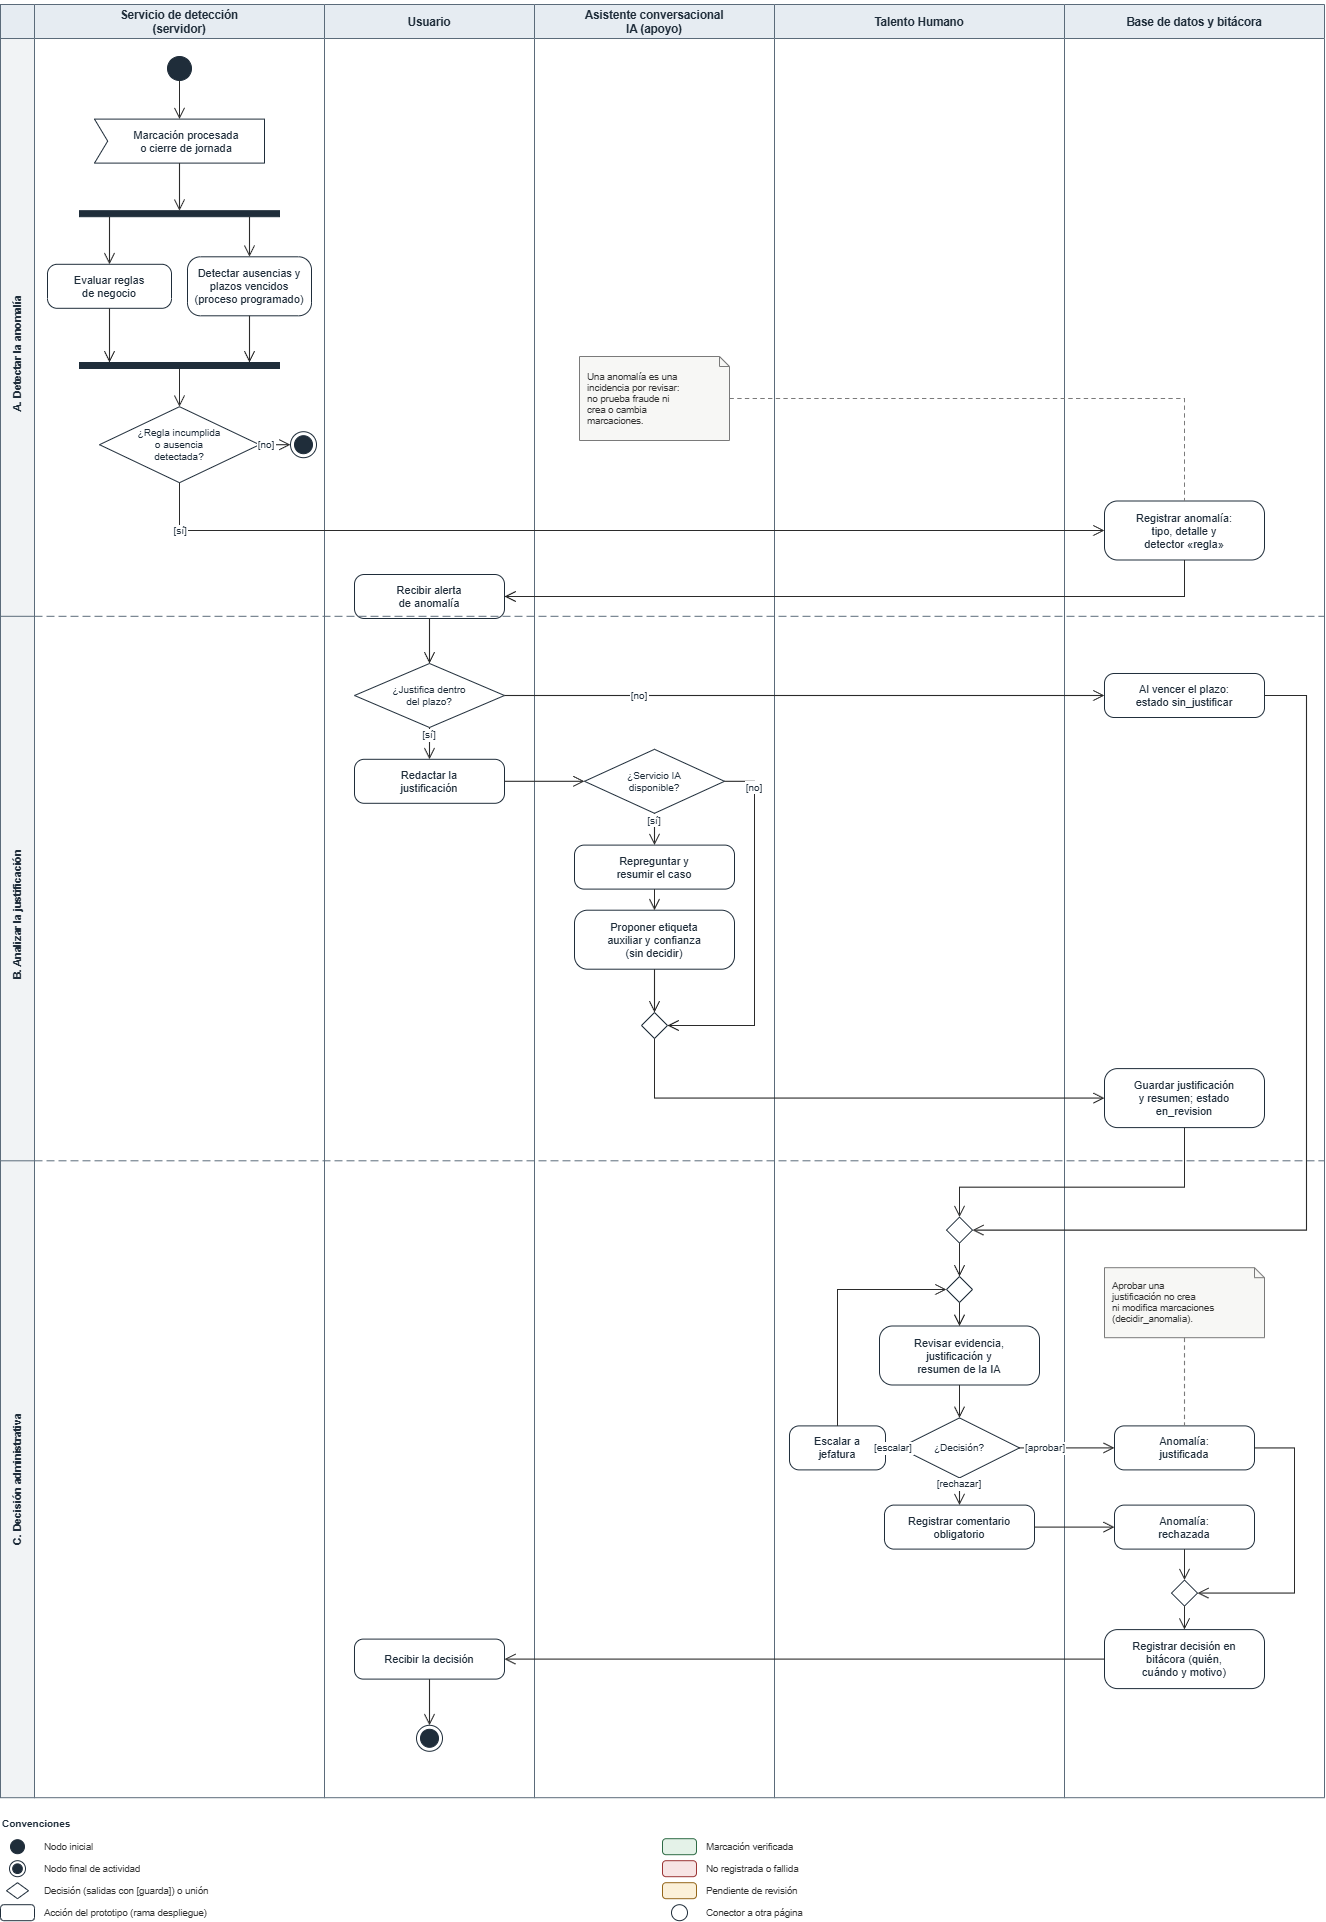 Servicio de detección
(servidor)
Usuario
Asistente conversacional
IA (apoyo)
Talento Humano
Base de datos y bitácora
A. Detectar la anomalía
Marcación procesada
o cierre de jornada
Evaluar reglas
de negocio
Detectar ausencias y
plazos vencidos
(proceso programado)
Una anomalía es una
incidencia por revisar:
no prueba fraude ni
crea o cambia
marcaciones.
¿Regla incumplida
o ausencia
detectada?
[no]
[sí]
Registrar anomalía:
tipo, detalle y
detector «regla»
Recibir alerta
de anomalía
B. Analizar la justificación
¿Justifica dentro
del plazo?
[no]
Al vencer el plazo:
estado sin_justificar
[sí]
Redactar la
justificación
¿Servicio IA
disponible?
[no]
[sí]
Repreguntar y
resumir el caso
Proponer etiqueta
auxiliar y confianza
(sin decidir)
Guardar justificación
y resumen; estado
en_revision
C. Decisión administrativa
Aprobar una
justificación no crea
ni modifica marcaciones
(decidir_anomalia).
Revisar evidencia,
justificación y
resumen de la IA
Escalar a
jefatura
[escalar]
¿Decisión?
[aprobar]
Anomalía:
justificada
[rechazar]
Registrar comentario
obligatorio
Anomalía:
rechazada
Recibir la decisión
Registrar decisión en
bitácora (quién,
cuándo y motivo)
Convenciones
Nodo inicial
Nodo final de actividad
Decisión (salidas con [guarda]) o unión
Acción del prototipo (rama despliegue)
Marcación verificada
No registrada o fallida
Pendiente de revisión
Conector a otra página